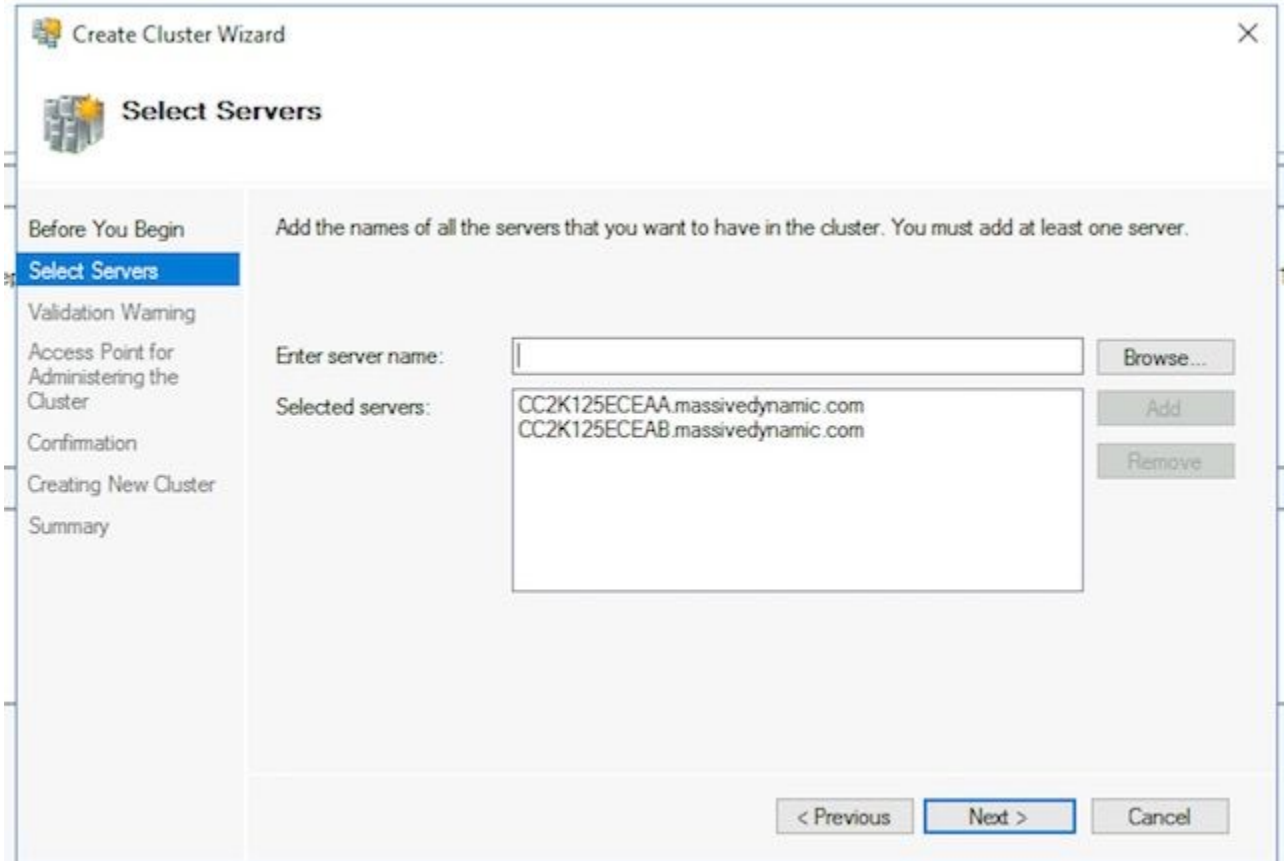 Create Cluster Wizard
Select Servers
Before You Begin
Select Servers
Validation Warning
Access Point for
Administering the
Cluster
Confirmation
Creating New Cluster
Summary
Add the names of all the servers that you want to have in the cluster. You must add at least one server.
Enter server name:
Browse...
Selected servers:
CC2K125ECEAA.massivedynamic.com
CC2K125ECEAB.massivedynamic.com
Add
Remove
< Previous
Next >
Cancel